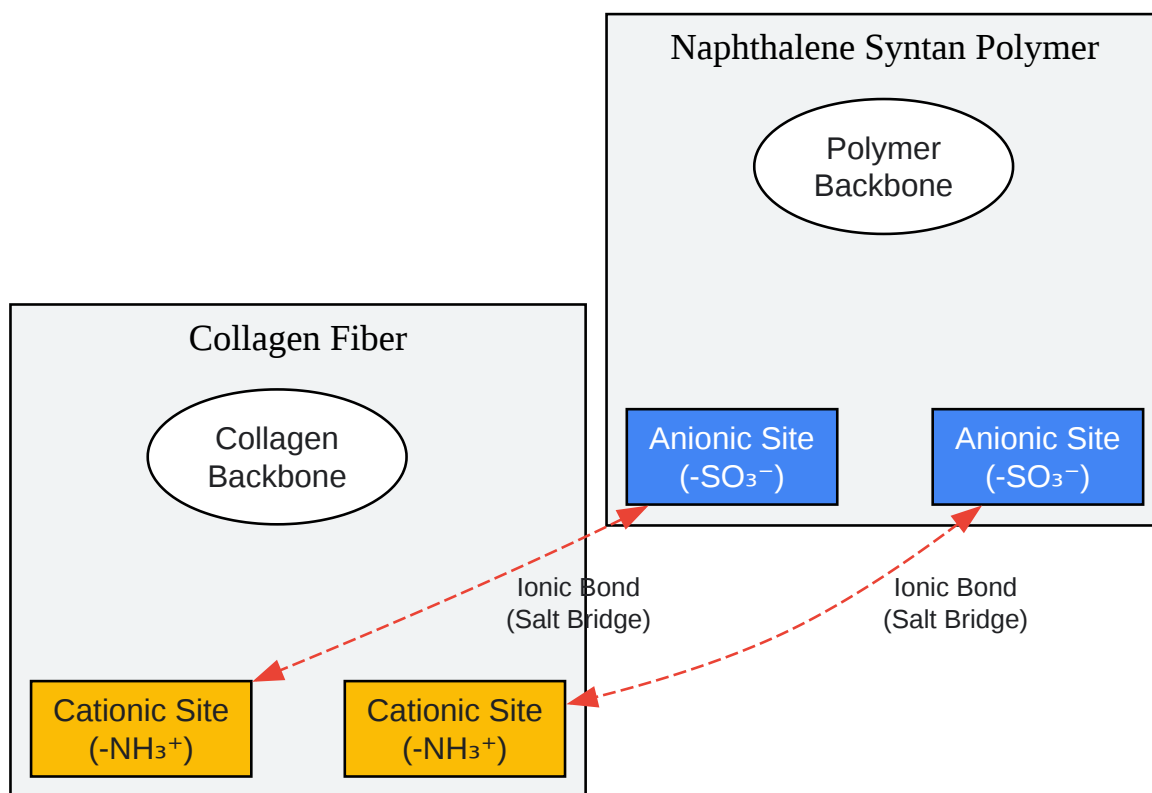 Naphthalene Syntan Polymer
Polymer
Backbone
Anionic Site
(-SO₃⁻)
Anionic Site
(-SO₃⁻)
Collagen Fiber
Collagen
Backbone
Ionic Bond
(Salt Bridge)
Ionic Bond
(Salt Bridge)
Cationic Site
(-NH₃⁺)
Cationic Site
(-NH₃⁺)